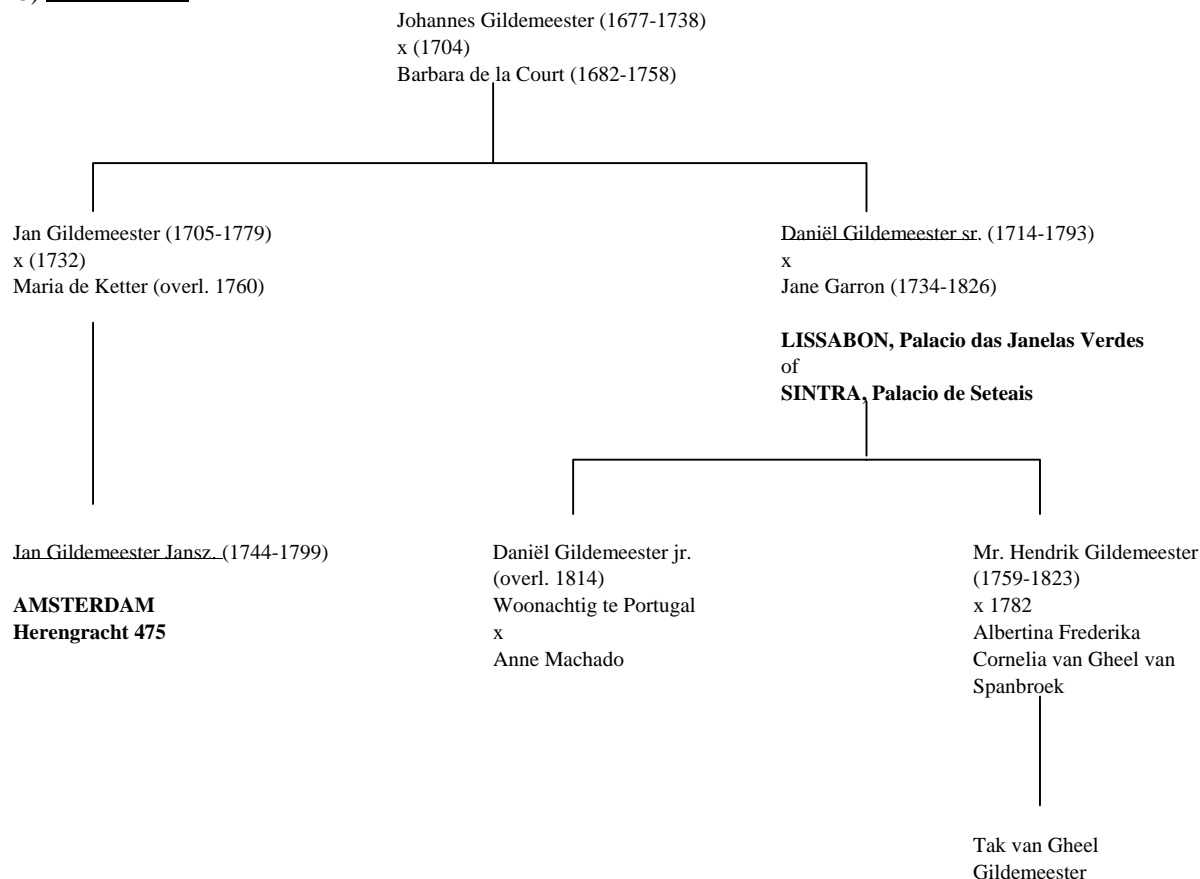 Johannes Gildemeester (1677-1738)
x (1704)
Barbara de la Court (1682-1758)
Jan Gildemeester (1705-1779)
x (1732)
Maria de Ketter (overl. 1760)
Daniël Gildemeester sr. (1714-1793)
x
Jane Garron (1734-1826)
LISSABON, Palacio das Janelas Verdes
of
SINTRA, Palacio de Seteais
Jan Gildemeester Jansz. (1744-1799)
AMSTERDAM
Herengracht 475
Daniël Gildemeester jr.
(overl. 1814)
Woonachtig te Portugal
x
Anne Machado
Mr. Hendrik Gildemeester
(1759-1823)
x 1782
Albertina Frederika
Cornelia van Gheel van
Spanbroek
Tak van Gheel
Gildemeester